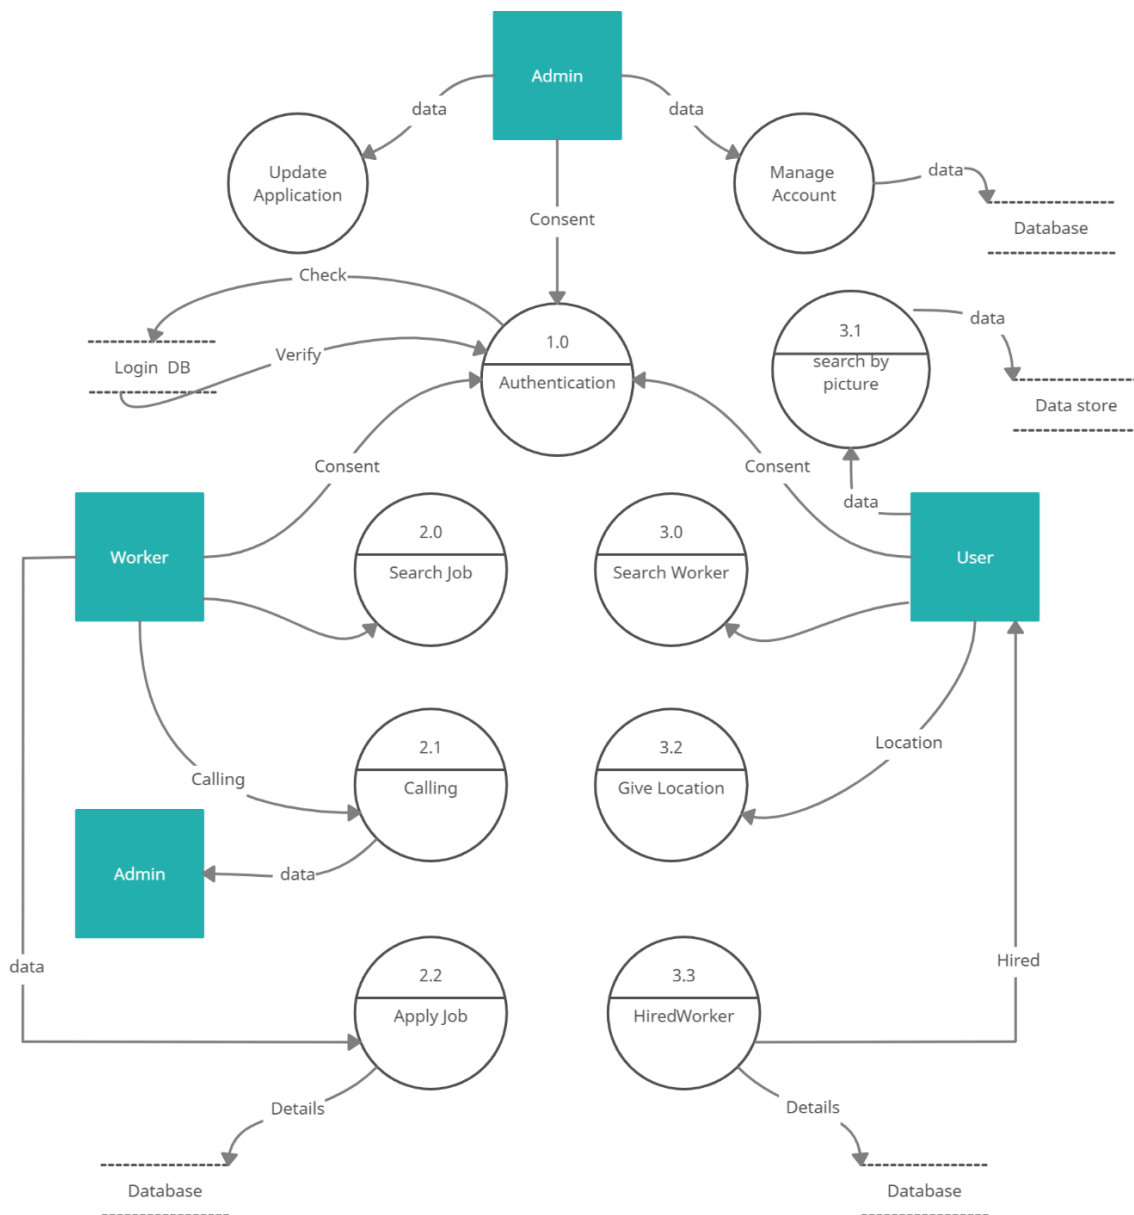 Admin
data
data
Update
Application
Manage
Account
data
Database
Consent
Check
Login  DB
Verify
1.0
Authentication
3.1
search by
picture
data
Data store
Consent
Consent
data
Worker
2.0
Search Job
3.0
Search Worker
User
Calling
2.1
Calling
3.2
Give Location
Location
Admin
data
data
2.2
Apply Job
3.3
HiredWorker
Hired
Details
Details
Database
Database